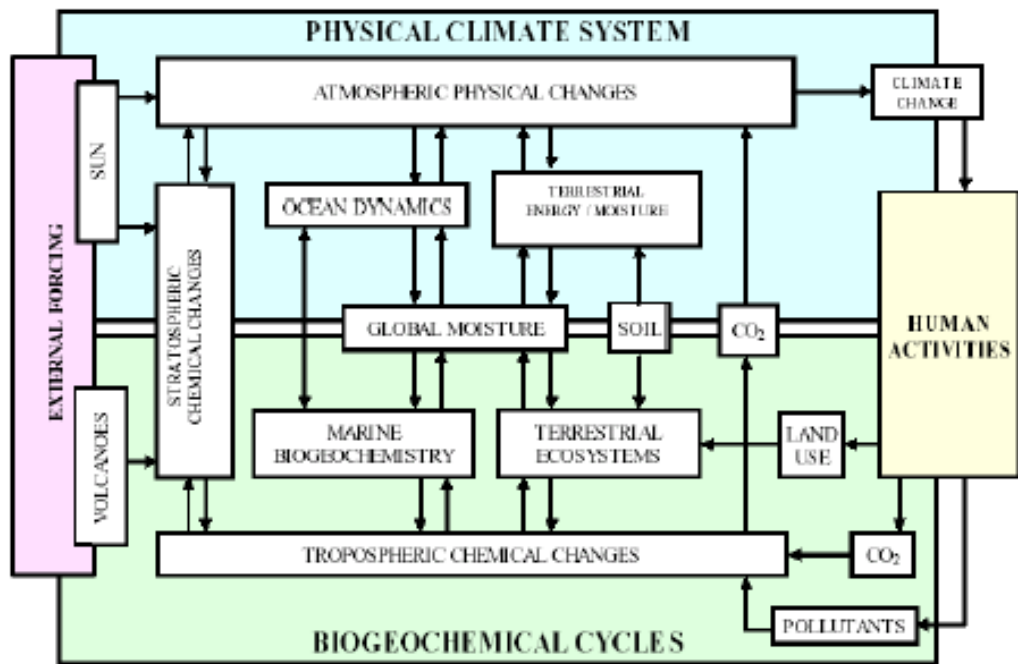 PHYSICAL CLIMATE SYSTEM
ATMOSPHERIC PHYSICAL CHANGES
CLIMATE
CHANGE
SUN
OCEAN DYNAMICS
TERRESTRIAL
ENERGY / MOISTURE
EXTERNAL FORCING
STRATOSPHERIC
CHEMICAL CHANGES
GLOBAL MOISTURE
SOIL
CO₂
HUMAN
ACTIVITIES
VOLCANOES
MARINE
BIOGEOCHEMISTRY
TERRESTRIAL
ECOSYSTEMS
LAND
USE
TROPOSPHERIC CHEMICAL CHANGES
CO₂
POLLUTANTS
BIOGEOCHEMICAL CYCLES